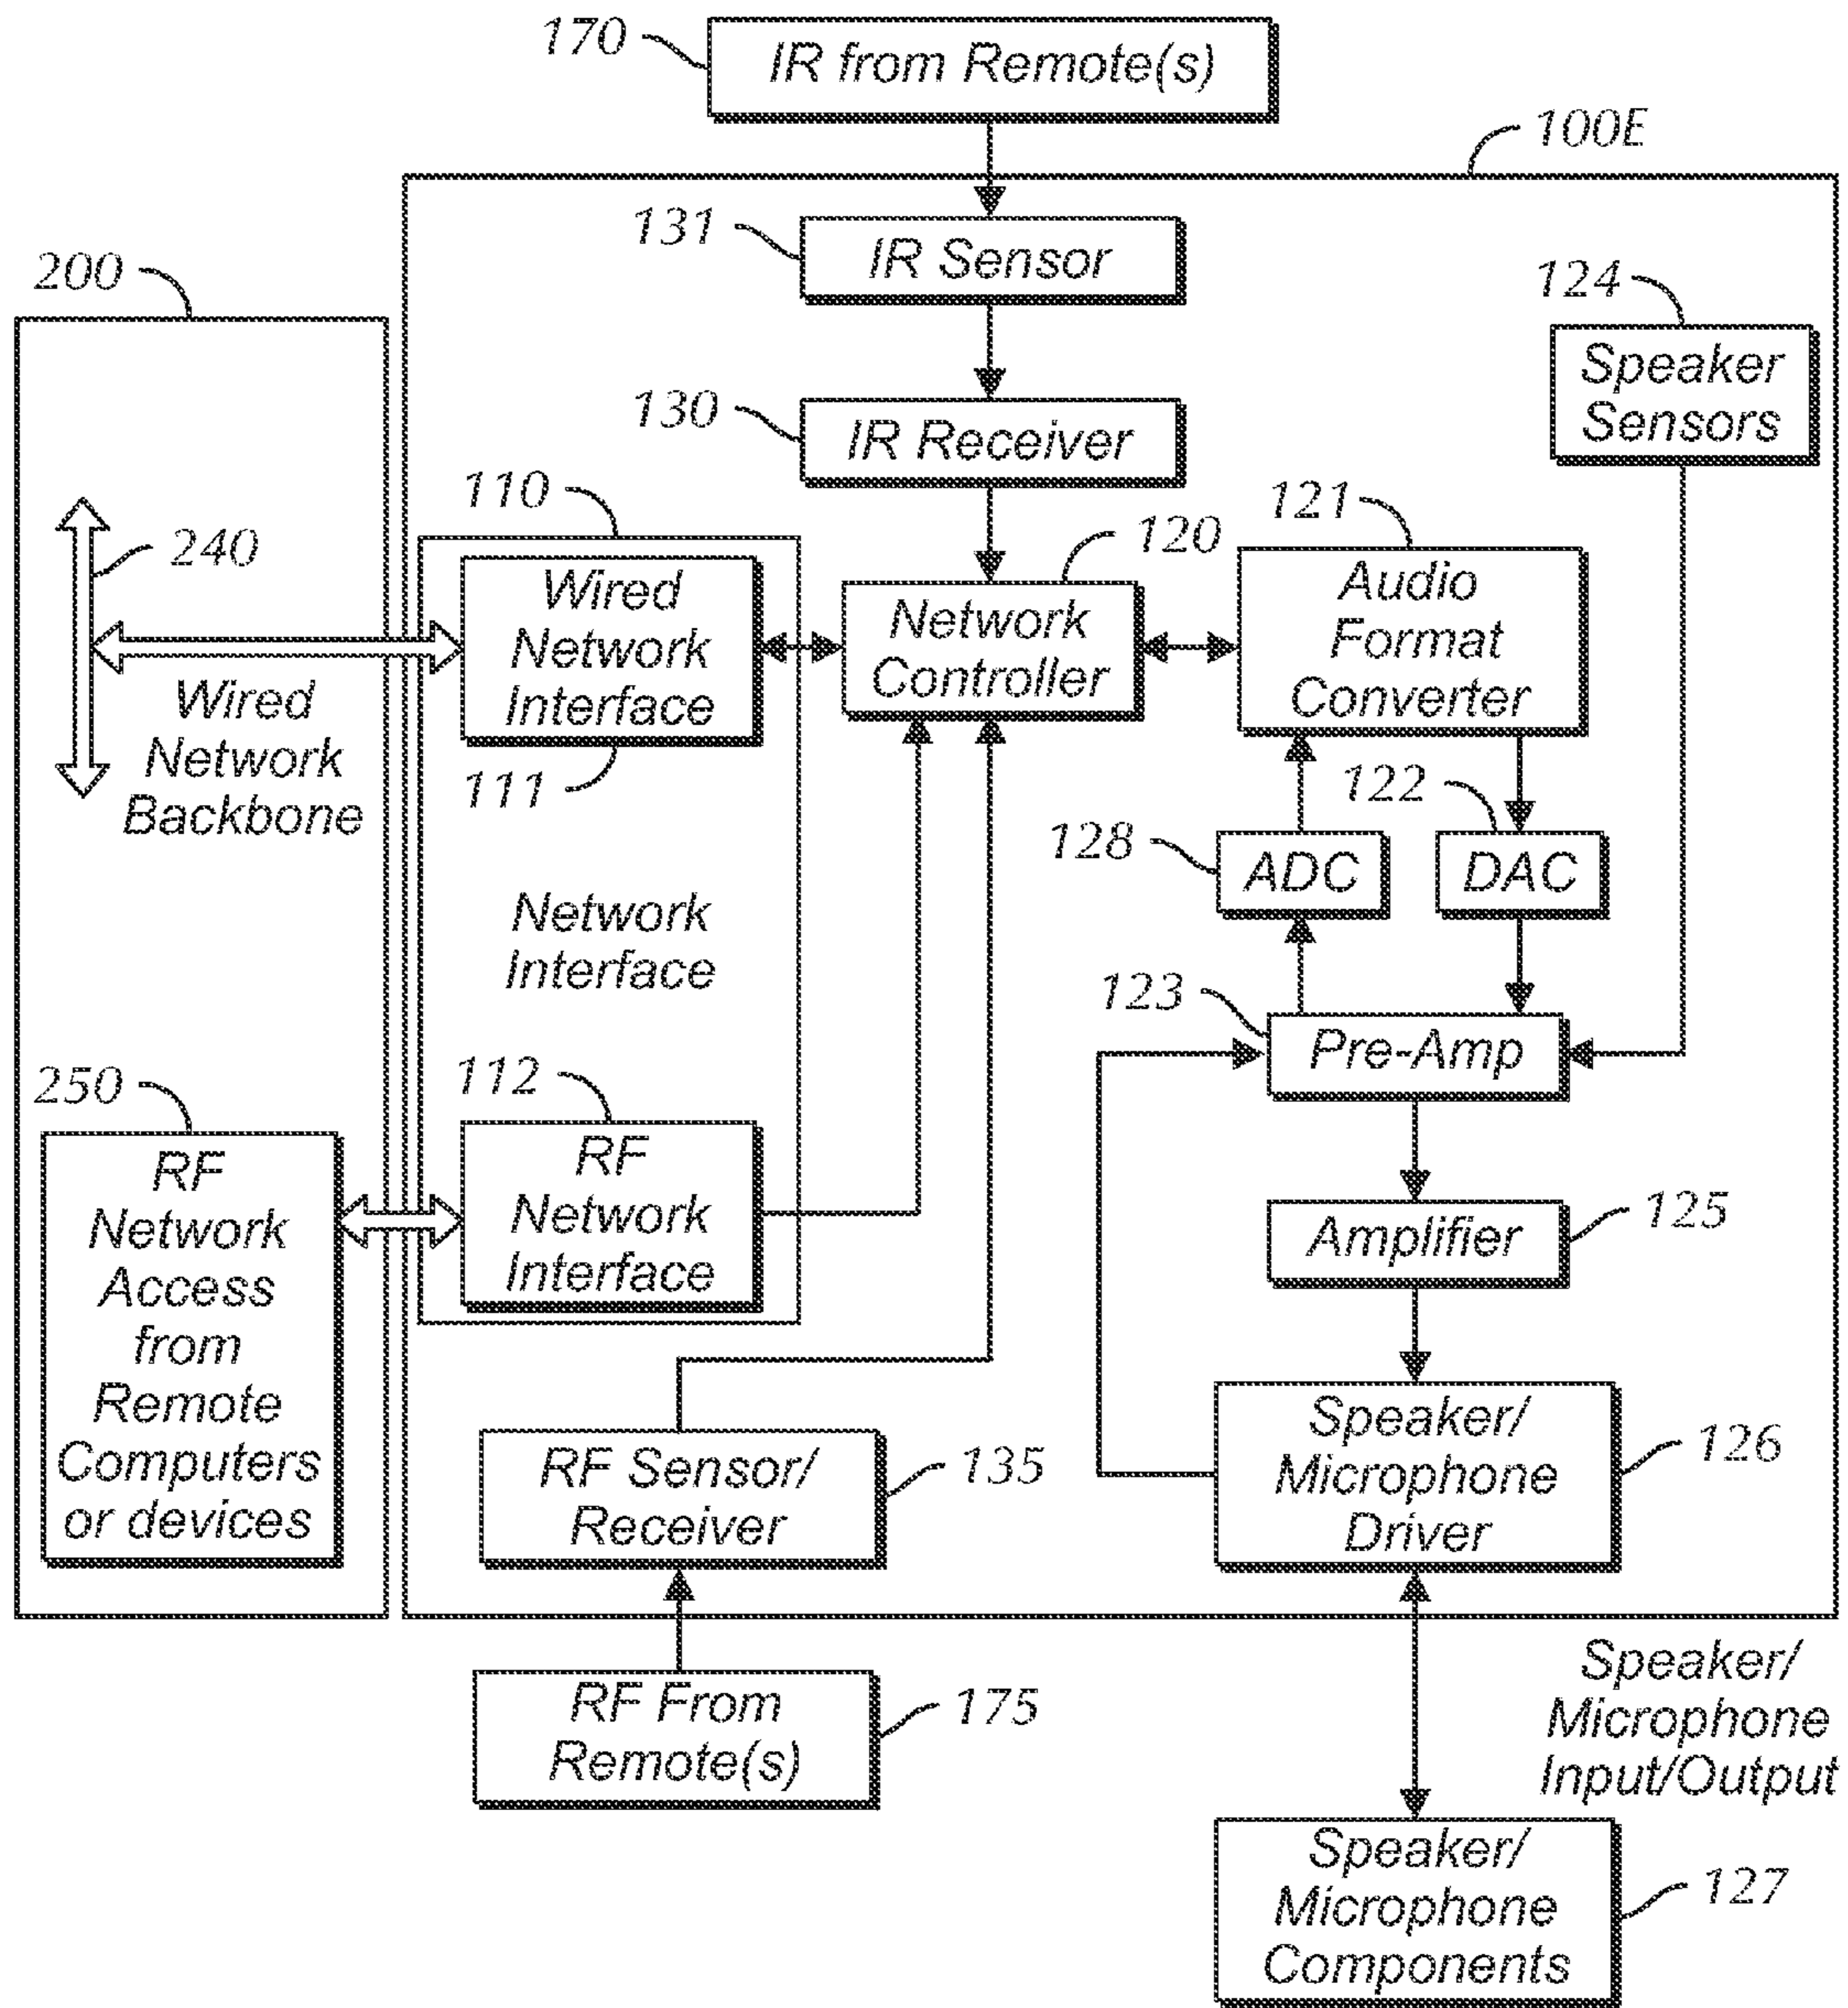 170
IR from Remote(s)
100E
131
IR Sensor
200
124
Speaker
Sensors
130
IR Receiver
110
121
120
240
Wired
Network
Interface
Network
Controller
Audio
Format
Converter
Wired
Network
Backbone
111
122
128
ADC
DAC
Network
Interface
123
Pre-Amp
112
250
RF
Network
Access
from
Remote
Computers
or devices
RF
Network
Interface
Amplifier
125
RF Sensor/
Receiver
135
Speaker/
Microphone
Driver
126
RF From
Remote(s)
175
Speaker/
Microphone
Input/Output
Speaker/
Microphone
Components
127